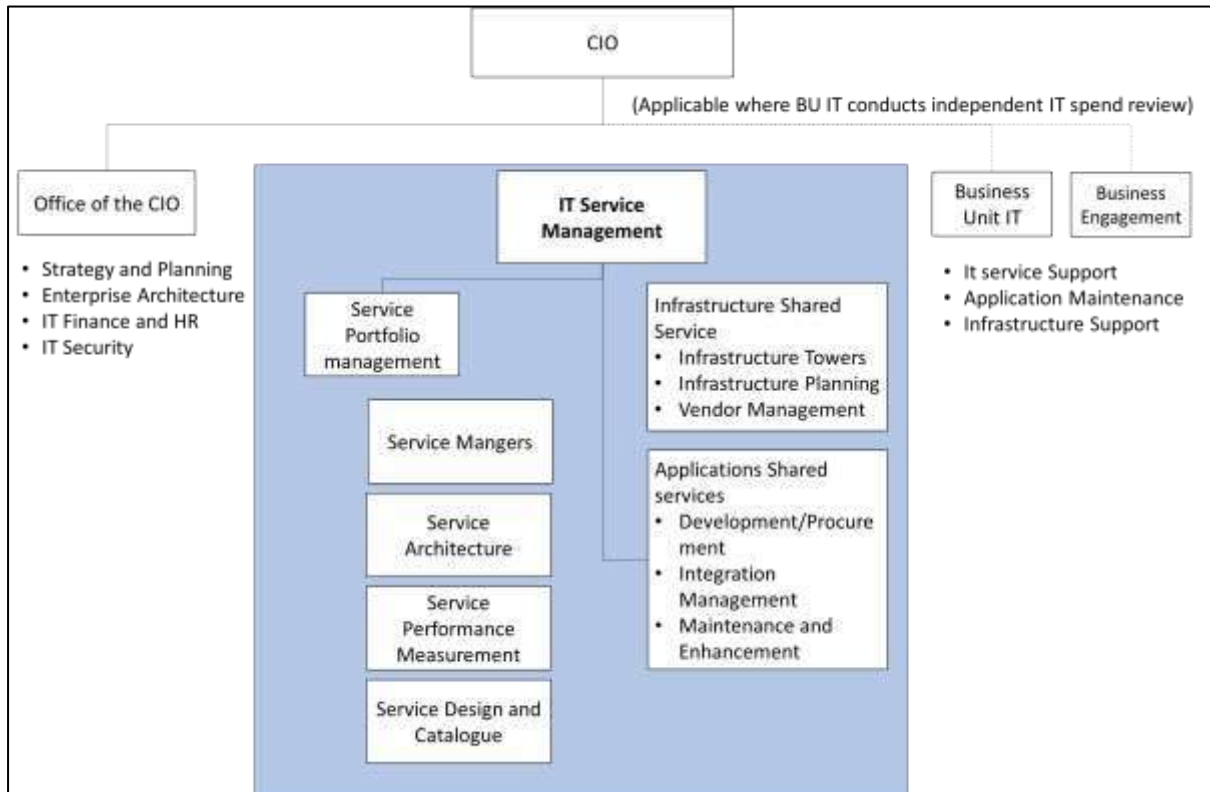 CIO
(Applicable where BU IT conducts independent IT spend review)
Office of the CIO
• Strategy and Planning
• Enterprise Architecture
• IT Finance and HR
• IT Security
IT Service
Management
Service
Portfolio
management
Service Mangers
Service
Architecture
Service
Performance
Measurement
Service Design and
Catalogue
Infrastructure Shared
Service
• Infrastructure Towers
• Infrastructure Planning
• Vendor Management
Applications Shared
services
• Development/Procure
ment
• Integration
Management
• Maintenance and
Enhancement
Business
Unit IT
Business
Engagement
• It service Support
• Application Maintenance
• Infrastructure Support